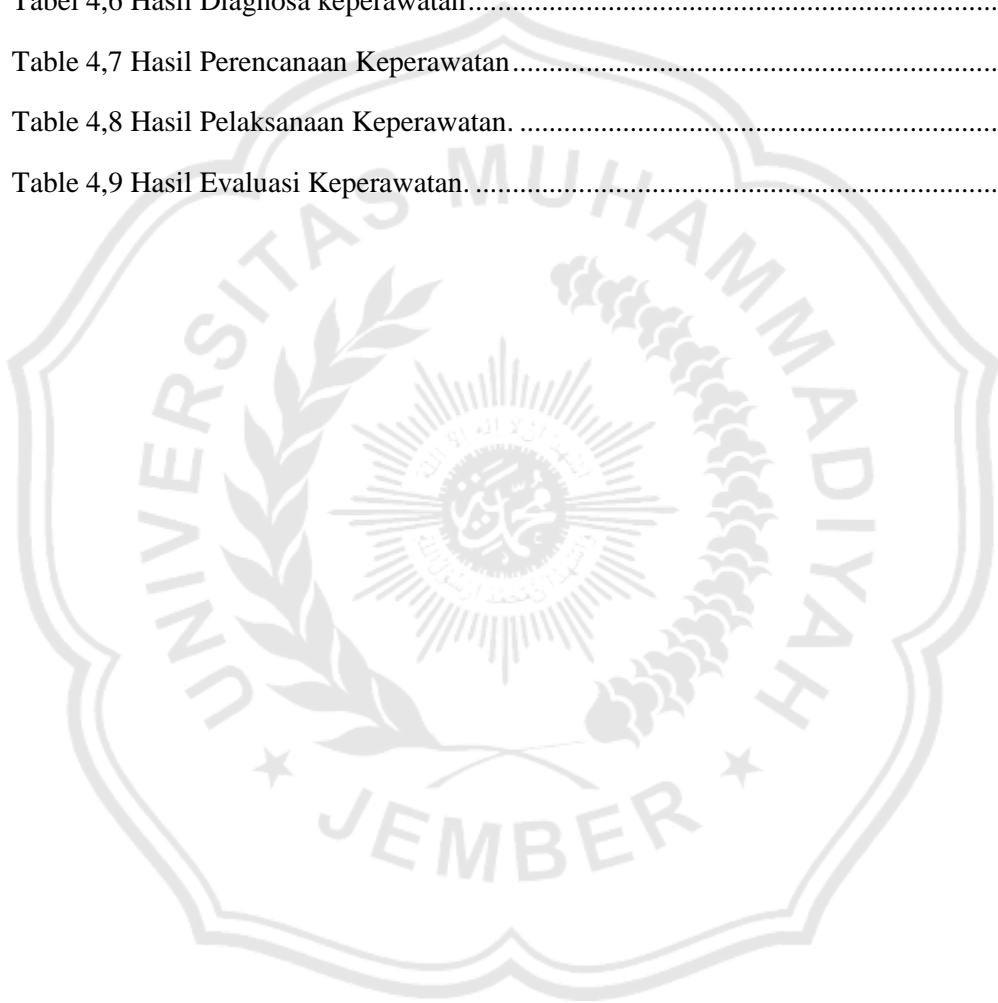 Tabel 4,6 Hasil Diagnosa keperawatan.....................................................................
Table 4,7 Hasil Perencanaan Keperawatan................................................................
Table 4,8 Hasil Pelaksanaan Keperawatan. ...............................................................
Table 4,9 Hasil Evaluasi Keperawatan. ......................................................................
UNIVERSITAS MUHAMMADIYAH
JEMBER